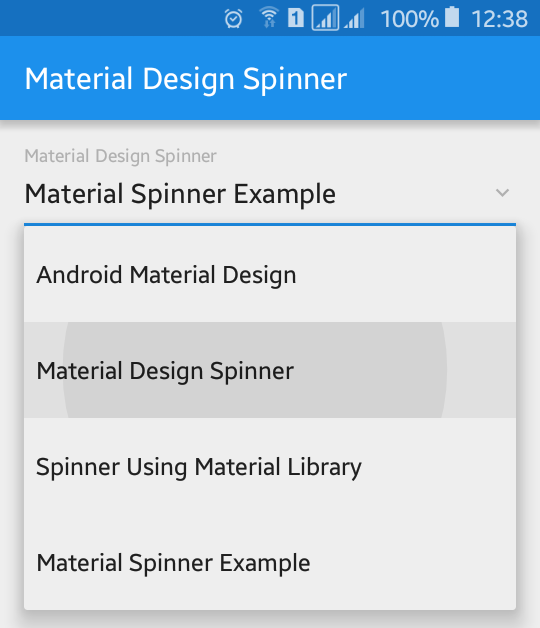 1 100% 12:38
Material Design Spinner
Material Design Spinner
Material Spinner Example
Android Material Design
Material Design Spinner
Spinner Using Material Library
Material Spinner Example